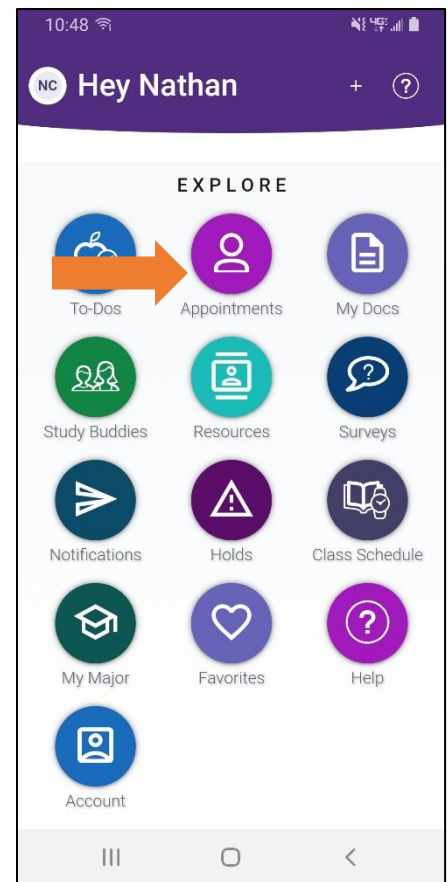 10:48
NC Hey Nathan + ?
EXPLORE
To-Dos Appointments My Docs
?
Study Buddies Resources Surveys
Notifications Holds Class Schedule
?
My Major Favorites Help
Account